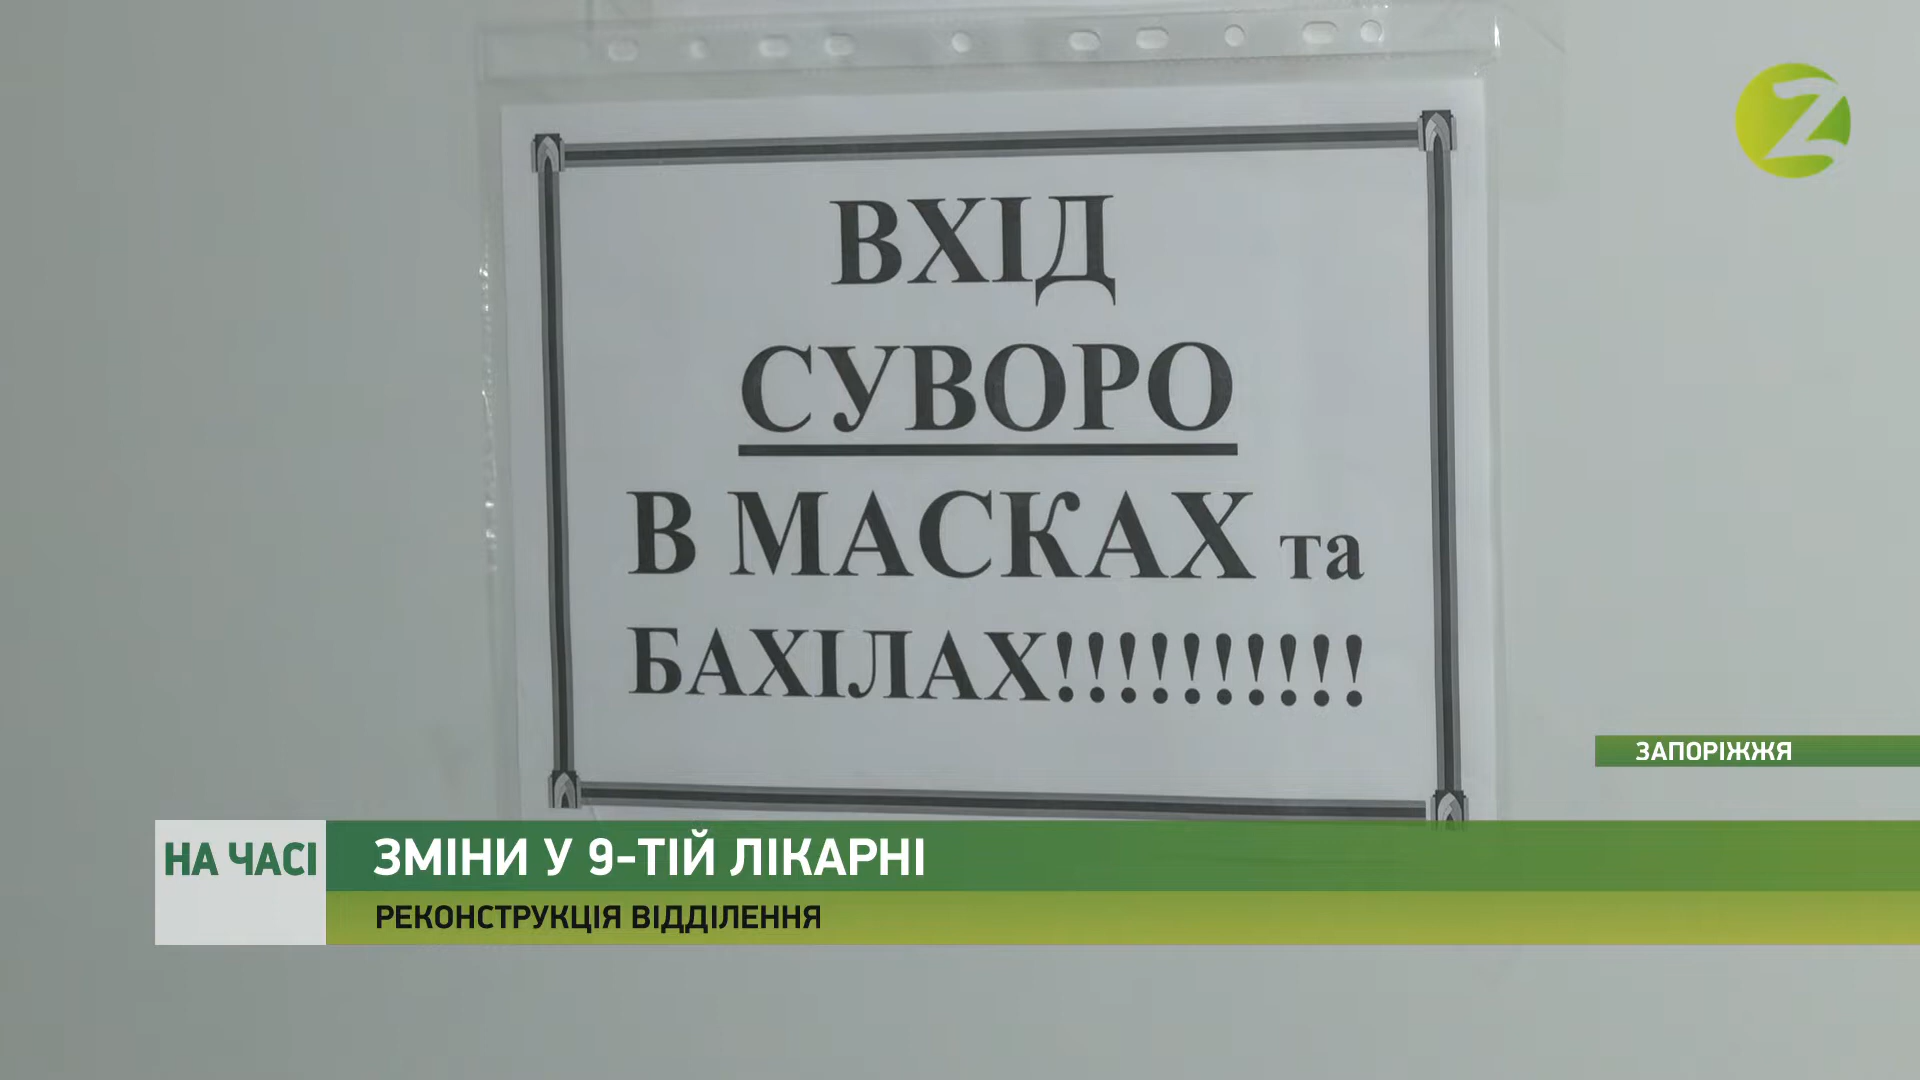 Z
ВХІД
СУВОРО
В МАСКАХ та
БАХІЛАХ!!!!!!!!!!
ЗАПОРІЖЖЯ
НА ЧАСІ
ЗМІНИ У 9-ТІЙ ЛІКАРНІ
РЕКОНСТРУКЦІЯ ВІДДІЛЕННЯ